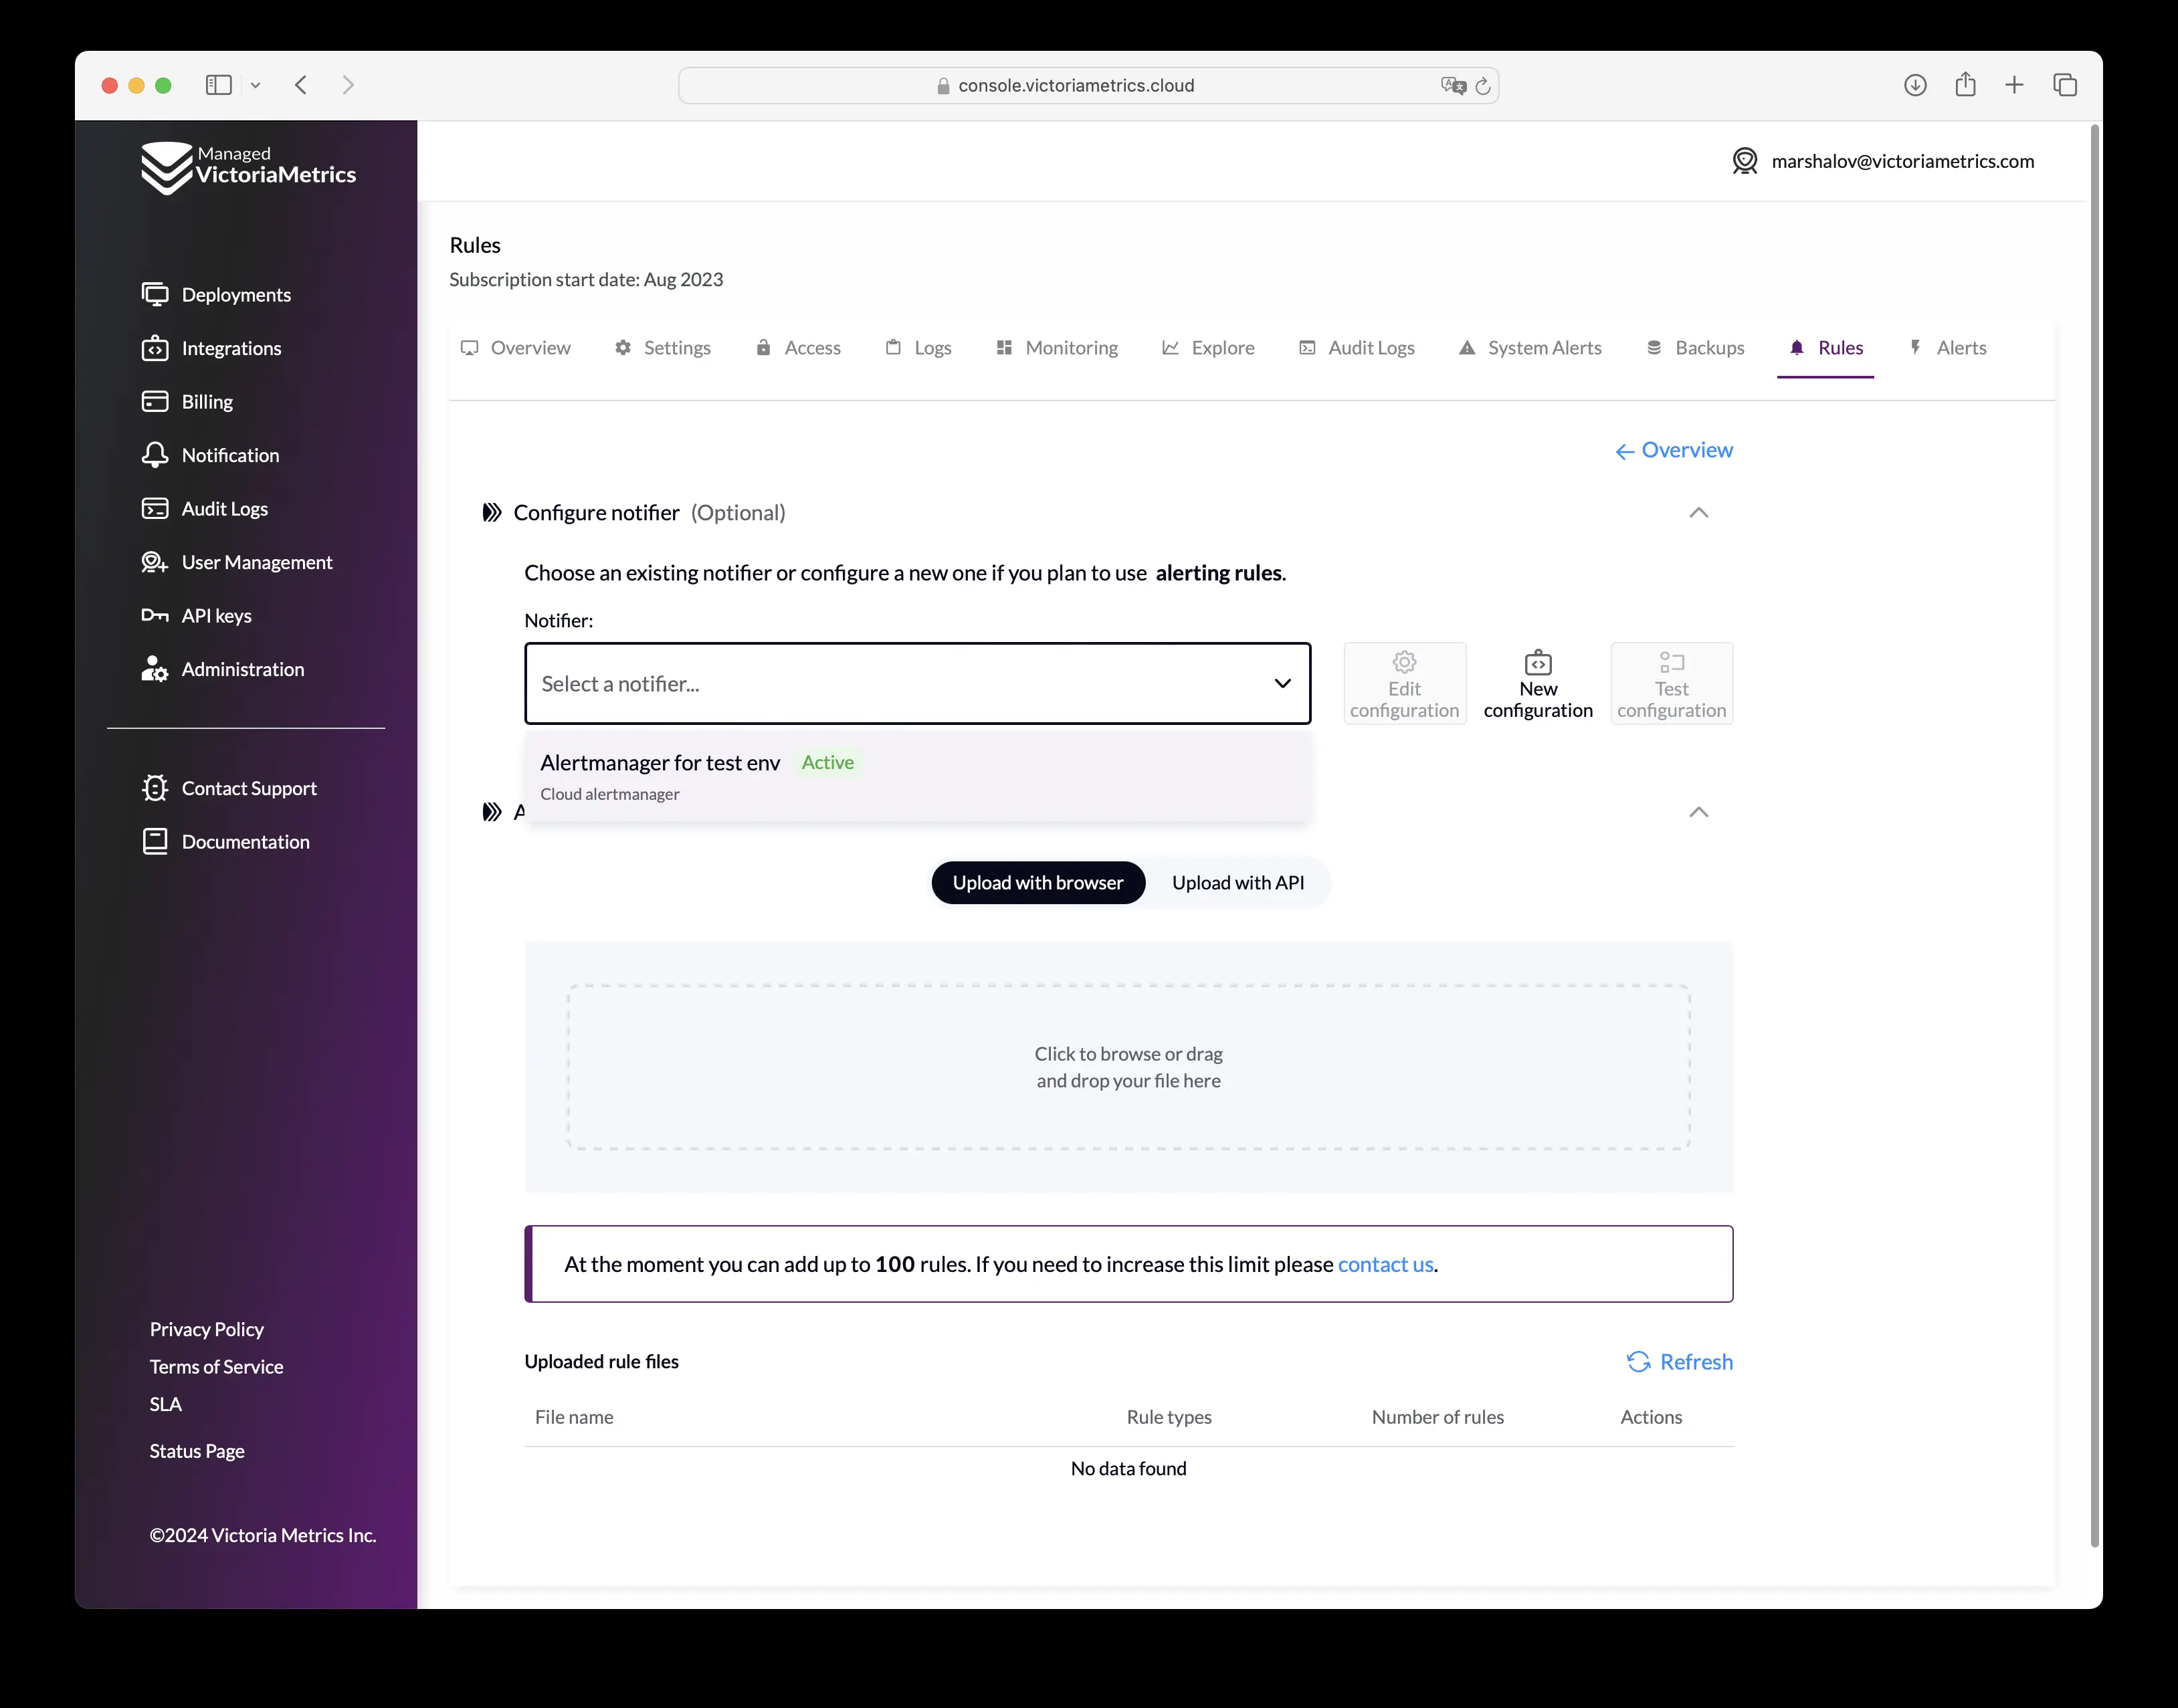 console.victoriametrics.cloud
Managed
VictoriaMetrics
marshalov@victoriametrics.com
Deployments
Integrations
Billing
Notification
Audit Logs
User Management
API keys
Administration
Contact Support
Documentation
Privacy Policy
Terms of Service
SLA
Status Page
©2024 Victoria Metrics Inc.
Rules
Subscription start date: Aug 2023
Overview Settings Access Logs Monitoring Explore Audit Logs System Alerts Backups Rules Alerts
Overview
Configure notifier (Optional)
Choose an existing notifier or configure a new one if you plan to use alerting rules.
Notifier:
Select a notifier...
Edit
configuration
New
configuration
Test
configuration
Alertmanager for test env Active
Cloud alertmanager
Upload with browser Upload with API
Click to browse or drag
and drop your file here
At the moment you can add up to 100 rules. If you need to increase this limit please contact us.
Uploaded rule files
Refresh
File name Rule types Number of rules Actions
No data found